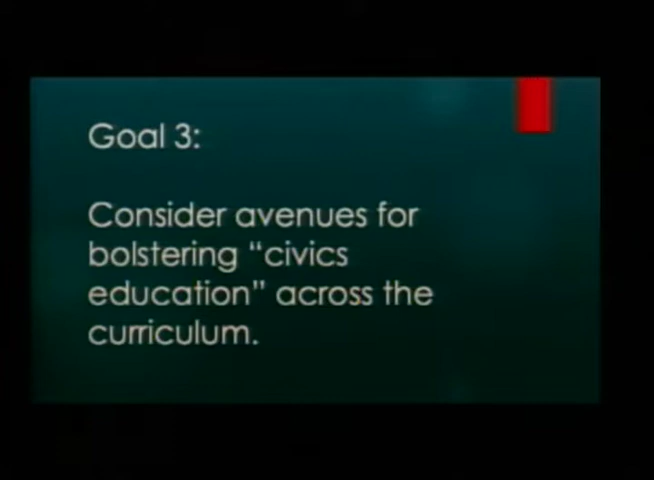 Goal 3:
Consider avenues for
bolstering “civics
education” across the
curriculum.